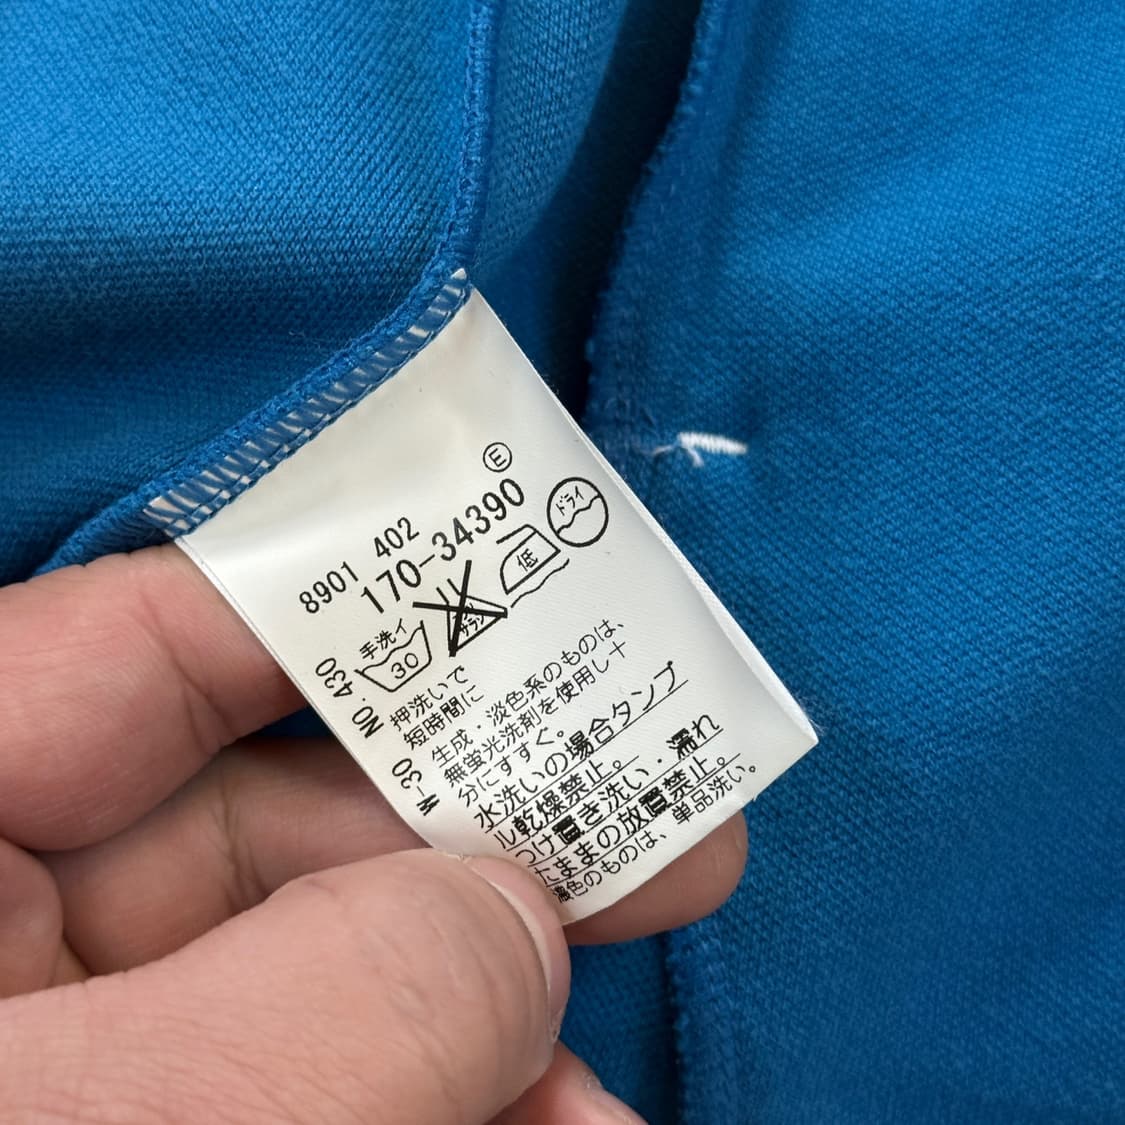 E
8901 402
170-34390
手洗イ 30
低
ドライ
NO. 430
W-30
押洗いで
短時間に
生成・淡色系のものは、
無蛍光洗剤を使用し十
分にすすぐ。
水洗いの場合タンブ
ル乾燥禁止。
つけ置き洗い・濡れ
たままの放置禁止。
濃色のものは、単品洗い。